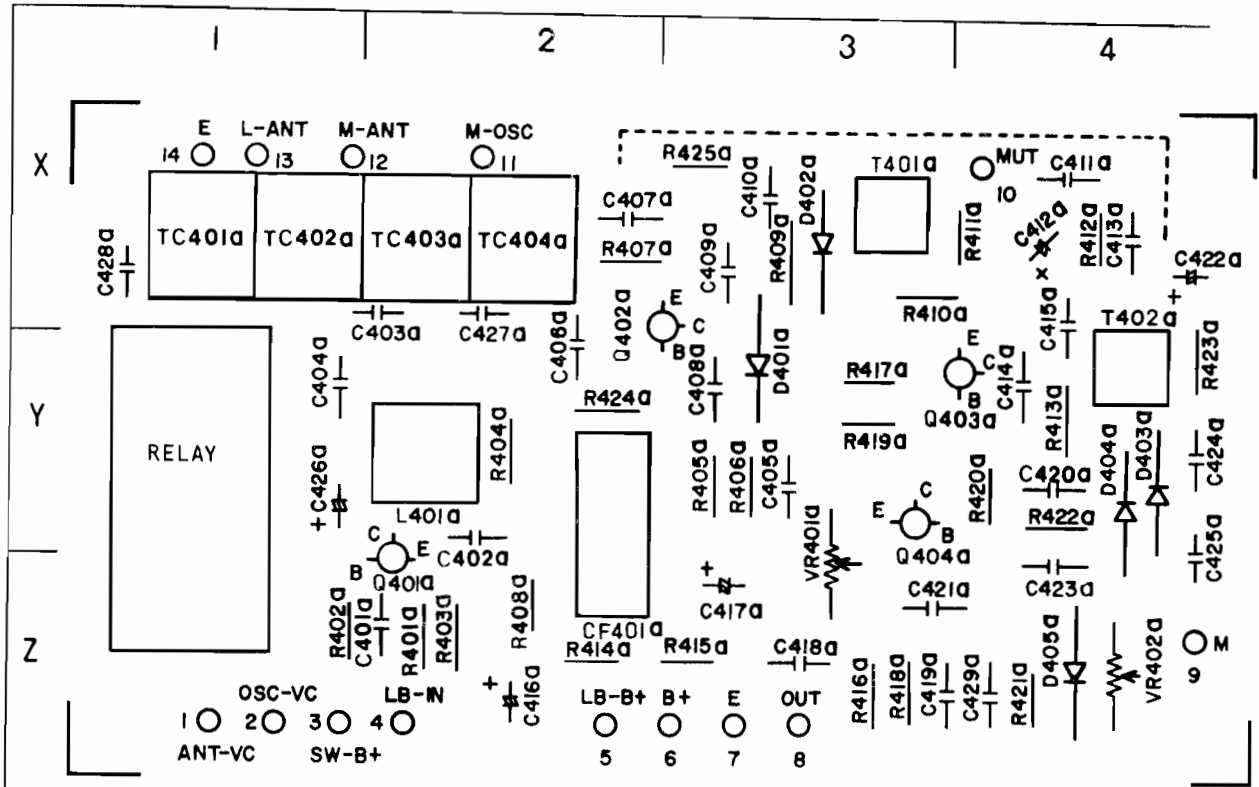 1 2 3 4
X
Y
Z
E L-ANT M-ANT M-OSC
14 13 12 11
MUT
10
R425a
C410a
D402a
T401a
C411a
C407a
R407a
C409a
R409a
R411a
C412a
x
R412a
C413a
C422a
+
C428a
TC401a TC402a TC403a TC404a
C403a C427a
C406a
Q402a
E
C
B
R410a
C415a
T402a
R423a
RELAY
C404a
R424a
C408a
D401a
R417a
E
C
B
Q403a
C414a
R413a
R404a
R419a
D404a
D403a
C424a
+ C426a
L401a
R405a
R406a
C405a
R420a
C420a
R422a
E
C
B
Q404a
C425a
C
E
B
Q401a
C402a
VR401a
+
C417a
C421a
C423a
R402a
C401a
R401a
R403a
R408a
CF401a
R414a
R415a
C418a
R416a
R418a
C419a
C429a
R421a
D405a
VR402a
M
9
+
C416a
OSC-VC LB-IN
1 2 3 4
ANT-VC SW-B+
LB-B+ B+ E OUT
5 6 7 8